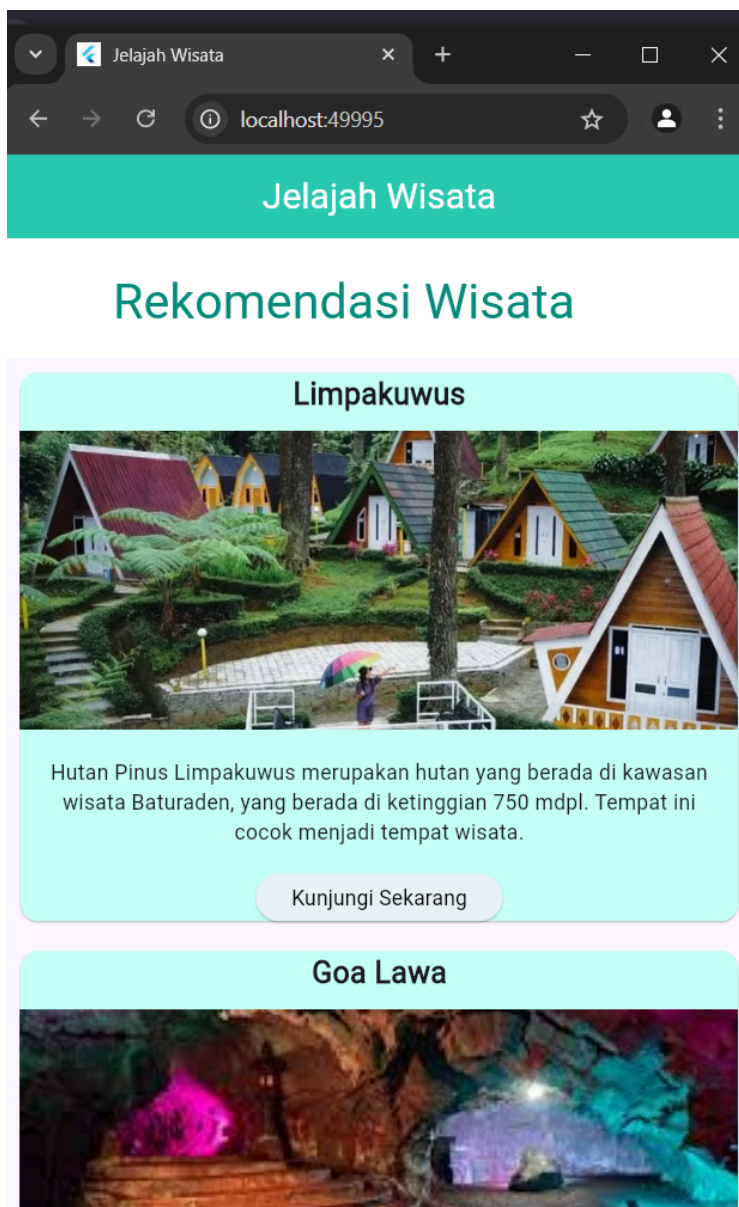 Jelajah Wisata
localhost:49995
Jelajah Wisata
Rekomendasi Wisata
Limpakuwus
Hutan Pinus Limpakuwus merupakan hutan yang berada di kawasan
wisata Baturaden, yang berada di ketinggian 750 mdpl. Tempat ini
cocok menjadi tempat wisata.
Kunjungi Sekarang
Goa Lawa